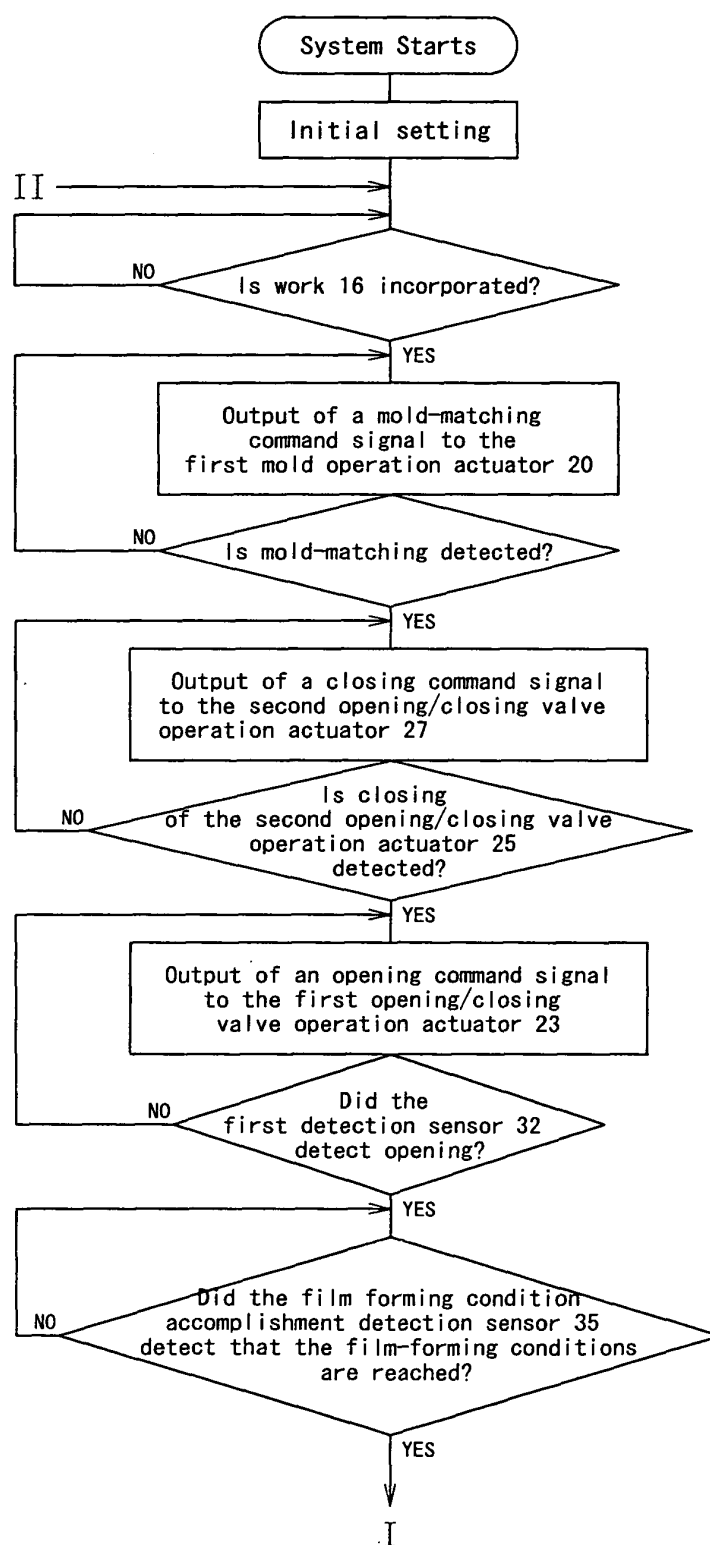 System Starts
Initial setting
II
NO
Is work 16 incorporated?
YES
Output of a mold-matching
command signal to the
first mold operation actuator 20
NO
Is mold-matching detected?
YES
Output of a closing command signal
to the second opening/closing valve
operation actuator 27
NO
Is closing
of the second opening/closing valve
operation actuator 25
detected?
YES
Output of an opening command signal
to the first opening/closing
valve operation actuator 23
NO
Did the
first detection sensor 32
detect opening?
YES
NO
Did the film forming condition
accomplishment detection sensor 35
detect that the film-forming conditions
are reached?
YES
I